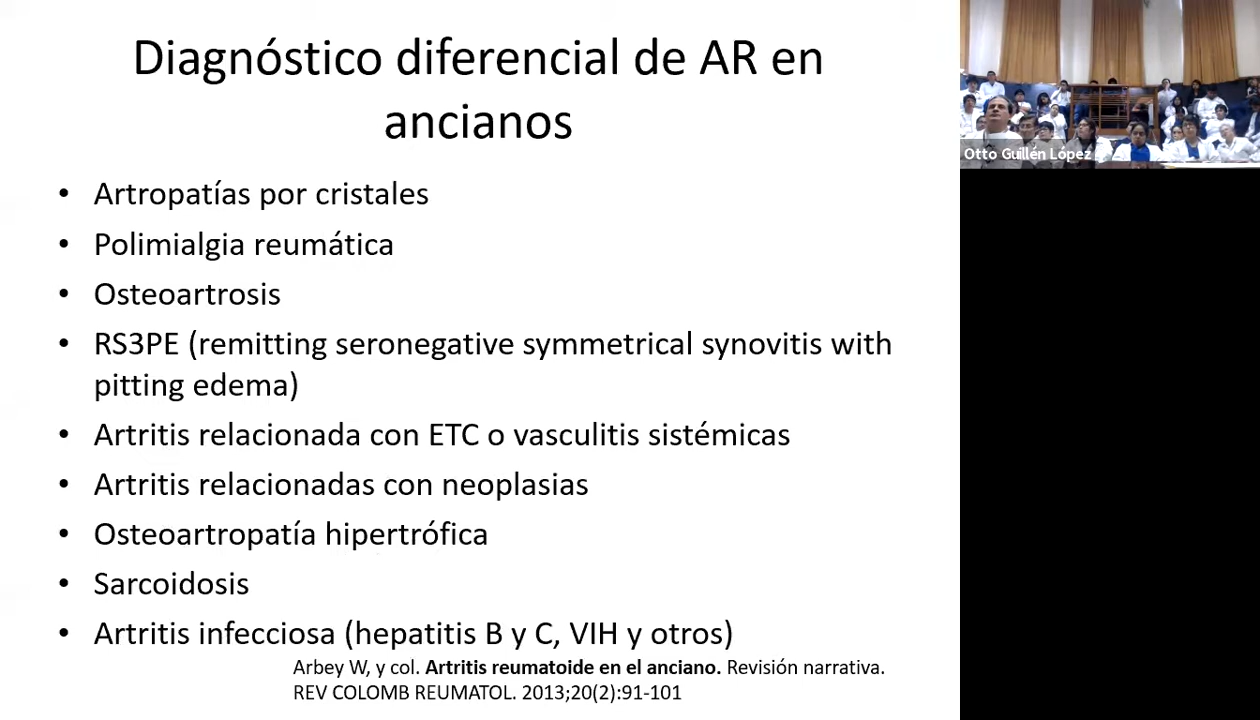 Diagnóstico diferencial de AR en
ancianos
• Artropatías por cristales
• Polimialgia reumática
• Osteoartrosis
• RS3PE (remitting seronegative symmetrical synovitis with
pitting edema)
• Artritis relacionada con ETC o vasculitis sistémicas
• Artritis relacionadas con neoplasias
• Osteoartropatía hipertrófica
• Sarcoidosis
• Artritis infecciosa (hepatitis B y C, VIH y otros)
Arbey W, y col. Artritis reumatoide en el anciano. Revisión narrativa.
REV COLOMB REUMATOL. 2013;20(2):91-101
Otto Guillén López